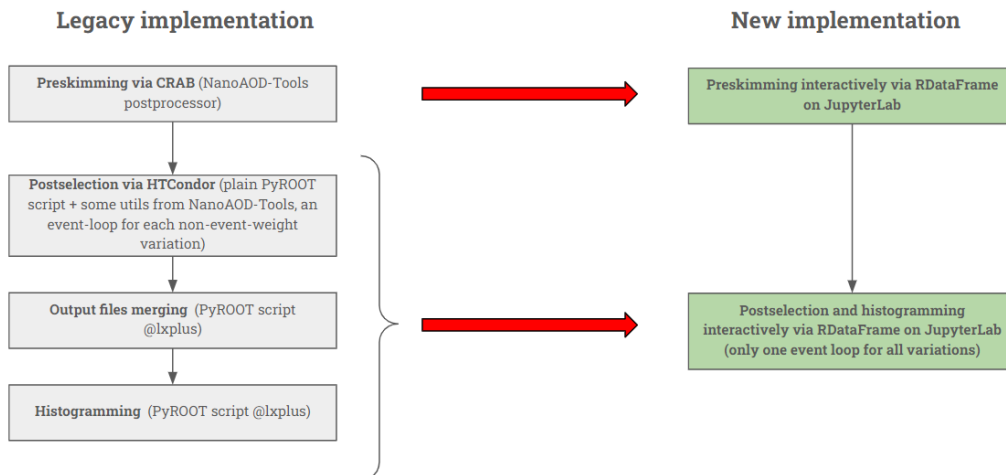 Legacy implementation
New implementation
Preskimming via CRAB (NanoAOD-Tools
postprocessor)
Preskimming interactively via RDataFrame
on JupyterLab
Postselection via HTCondor (plain PyROOT
script + some utils from NanoAOD-Tools, an
event-loop for each non-event-weight
variation)
Output files merging (PyROOT script
@lxplus)
Postselection and histogramming
interactively via RDataFrame on JupyterLab
(only one event loop for all variations)
Histogramming (PyROOT script @lxplus)